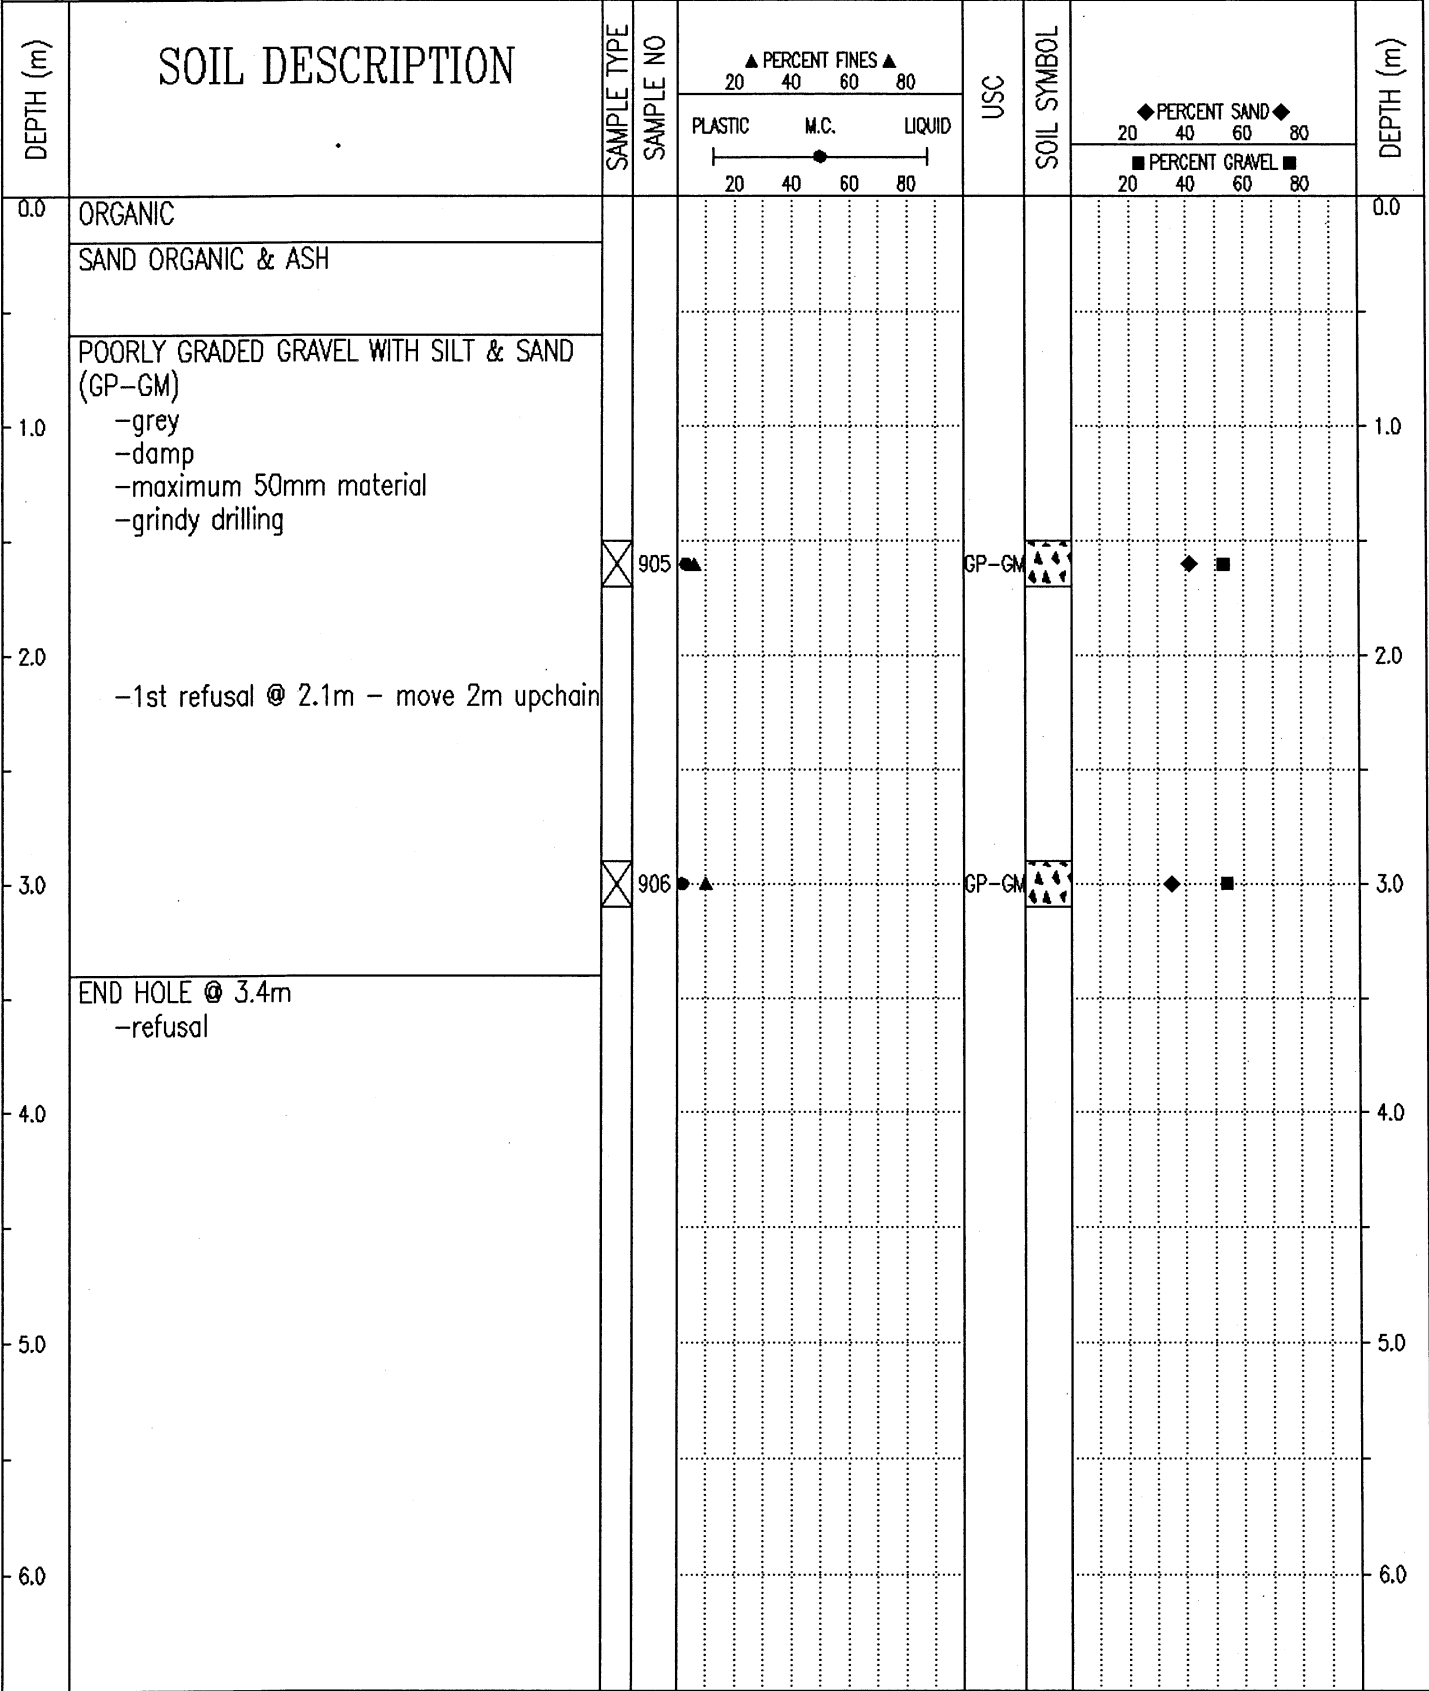 DEPTH (m)
SOIL DESCRIPTION
SAMPLE TYPE
SAMPLE NO
▲ PERCENT FINES ▲
20 40 60 80
PLASTIC M.C. LIQUID
20 40 60 80
USC
SOIL SYMBOL
◆ PERCENT SAND ◆
20 40 60 80
■ PERCENT GRAVEL ■
20 40 60 80
DEPTH (m)
0.0 ORGANIC 0.0
SAND ORGANIC & ASH
POORLY GRADED GRAVEL WITH SILT & SAND
(GP-GM)
-grey
1.0 1.0
-damp
-maximum 50mm material
-grindy drilling
905 GP-GM
2.0 2.0
-1st refusal @ 2.1m - move 2m upchain
3.0 906 GP-GM 3.0
END HOLE @ 3.4m
-refusal
4.0 4.0
5.0 5.0
6.0 6.0